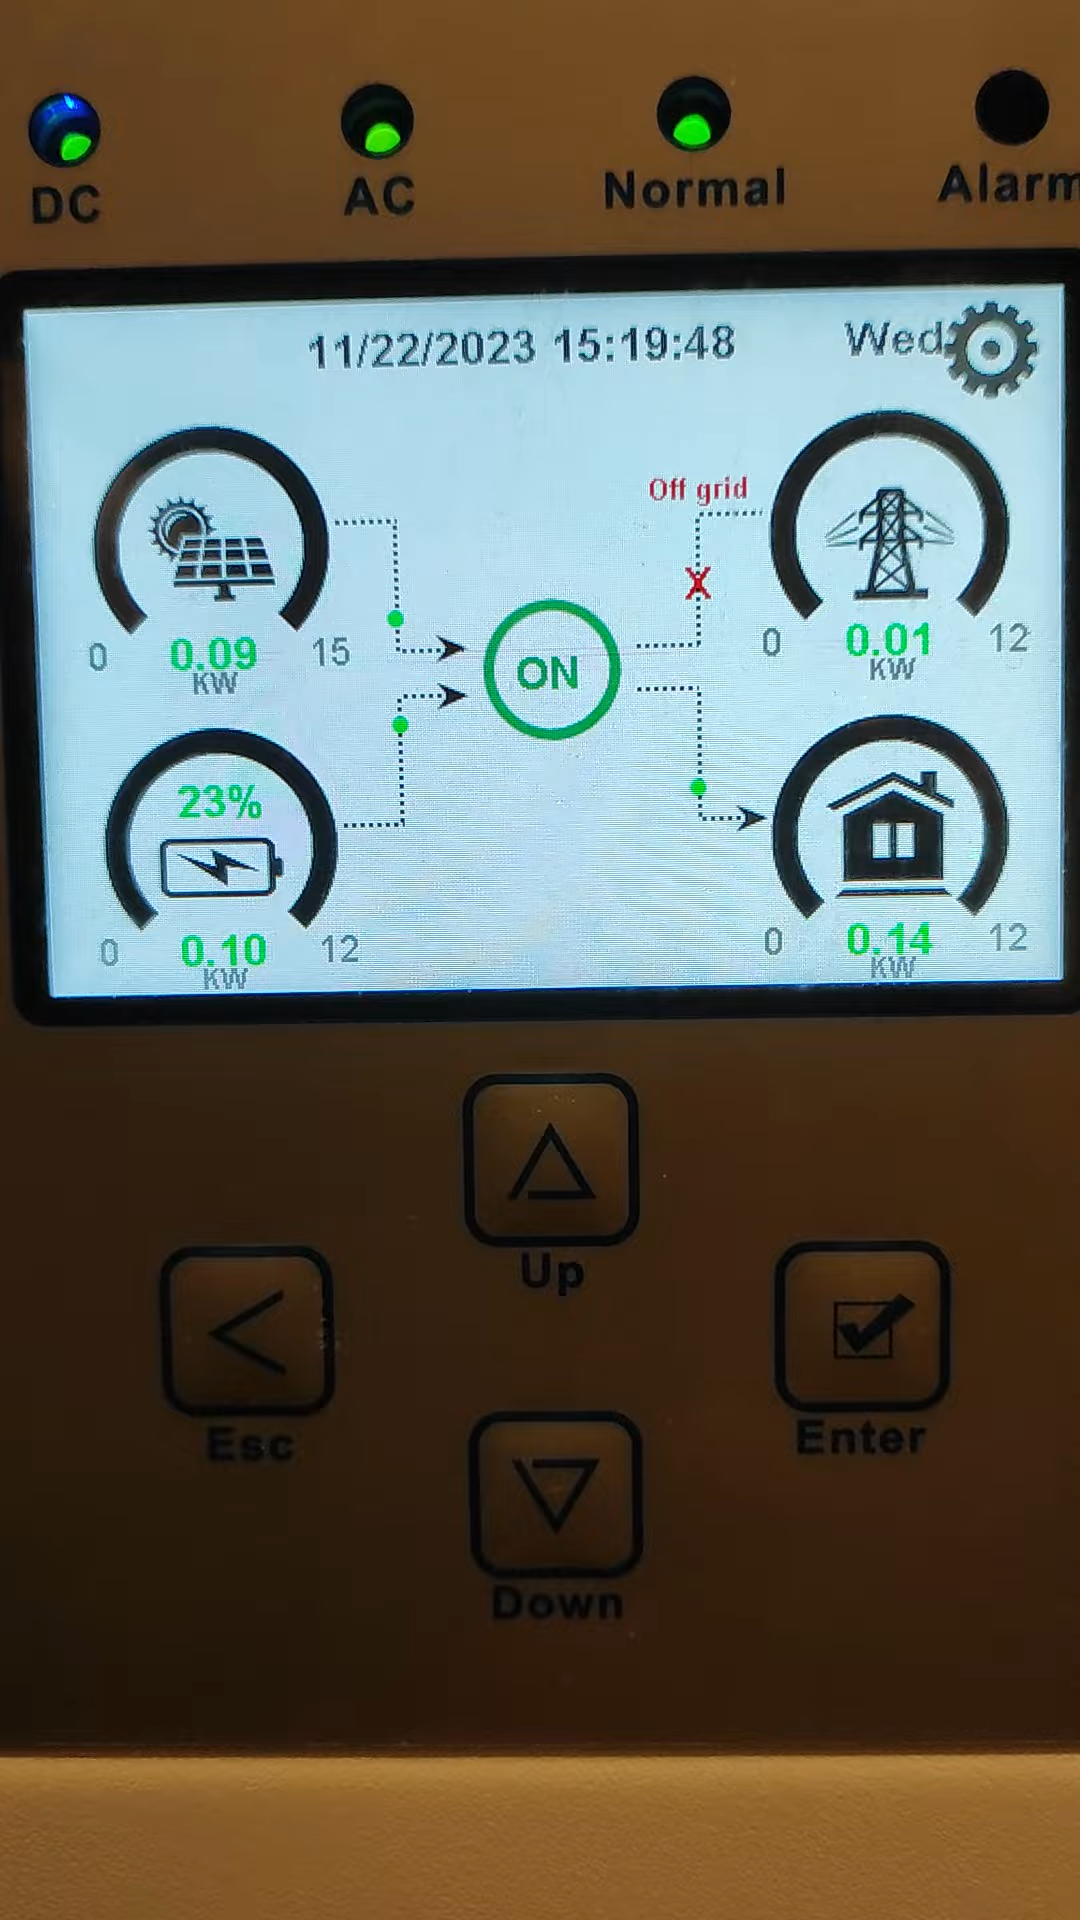 DC
AC
Normal
Alarm
11/22/2023 15:19:48
Wed
Off grid
0
0.09
KW
15
0
0.01
KW
12
ON
23%
0
0.10
KW
12
0
0.14
KW
12
Up
Esc
Enter
Down